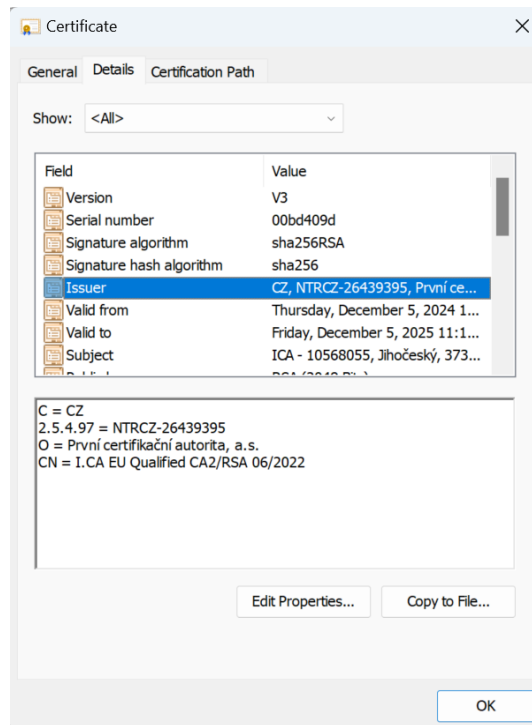 Certificate
General Details Certification Path
Show: <All>
Field Value
Version V3
Serial number 00bd409d
Signature algorithm sha256RSA
Signature hash algorithm sha256
Issuer CZ, NTRCZ-26439395, První ce...
Valid from Thursday, December 5, 2024 1...
Valid to Friday, December 5, 2025 11:1...
Subject ICA - 10568055, Jihočeský, 373...
C = CZ
2.5.4.97 = NTRCZ-26439395
O = První certifikační autorita, a.s.
CN = I.CA EU Qualified CA2/RSA 06/2022
Edit Properties... Copy to File...
OK